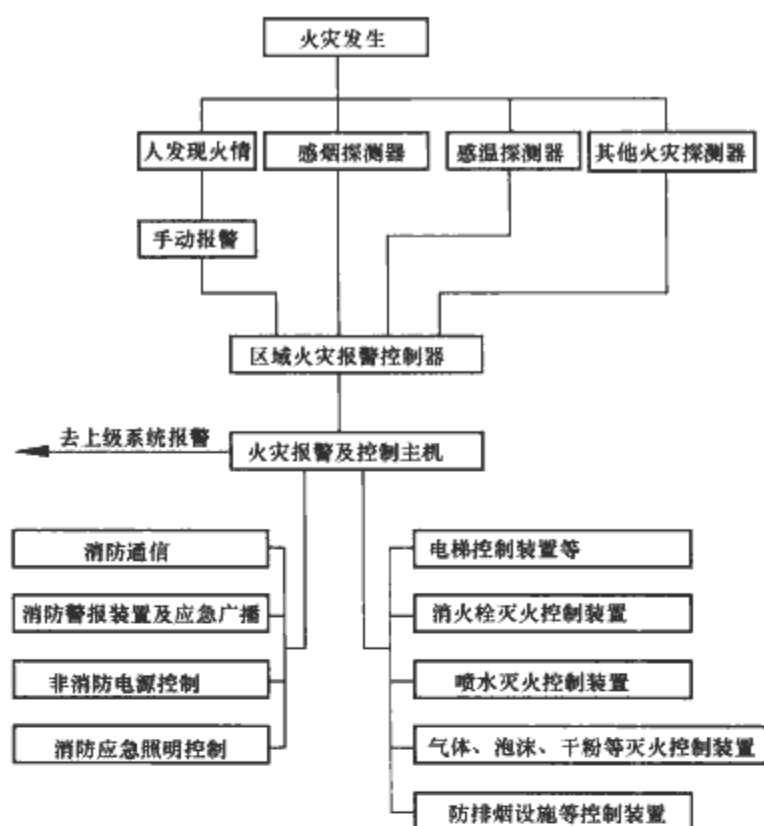 火灾发生
人发现火情
感烟探测器
感温探测器
其他火灾探测器
手动报警
区域火灾报警控制器
去上级系统报警
火灾报警及控制主机
消防通信
电梯控制装置等
消防警报装置及应急广播
消火栓灭火控制装置
非消防电源控制
喷水灭火控制装置
消防应急照明控制
气体、泡沫、干粉等灭火控制装置
防排烟设施等控制装置